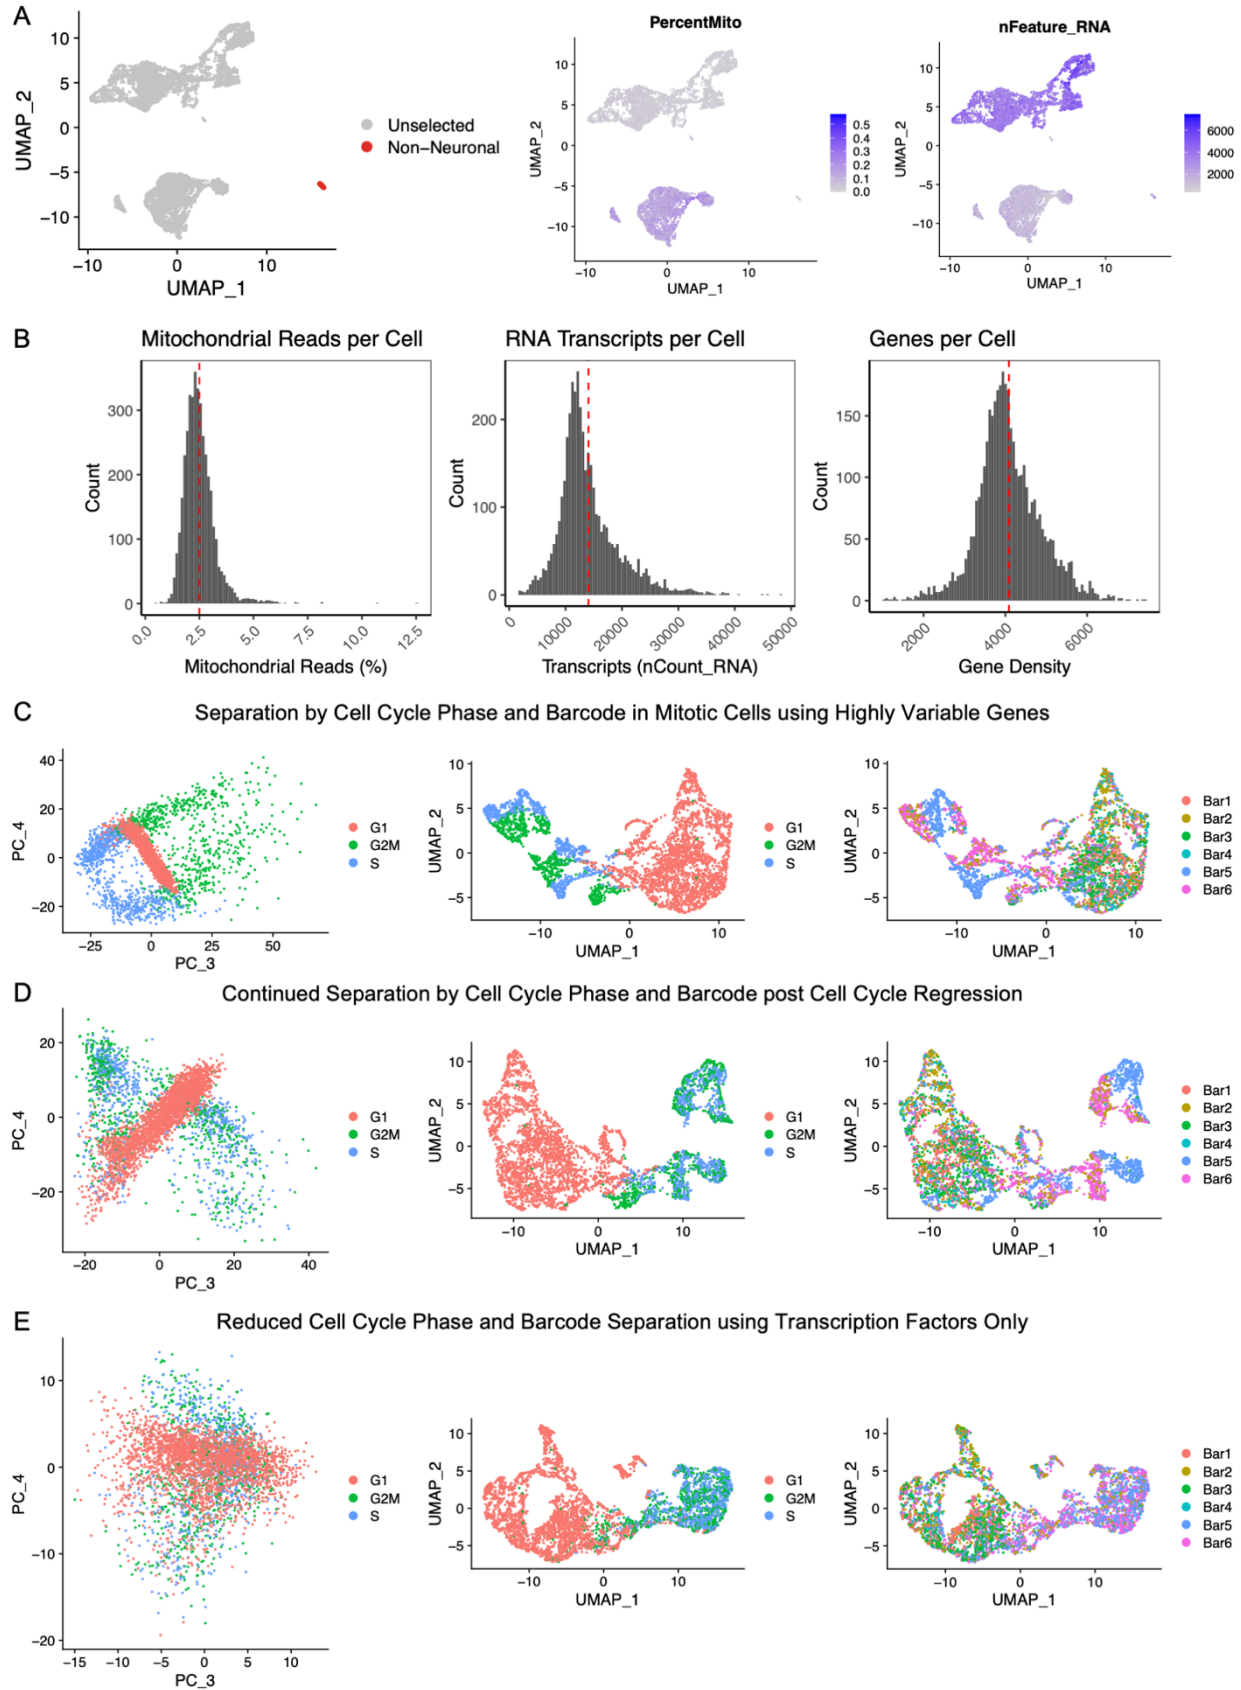 A
UMAP_2
10
5
0
−5
−10
−10
0
10
UMAP_1
Unselected
Non-Neuronal
PercentMito
UMAP_2
10
5
0
−5
−10
−10
0
10
UMAP_1
0.5
0.4
0.3
0.2
0.1
0.0
nFeature_RNA
UMAP_2
10
5
0
−5
−10
−10
0
10
UMAP_1
6000
4000
2000
B
Mitochondrial Reads per Cell
Count
300
200
100
0
0.0
2.5
5.0
7.5
10.0
12.5
Mitochondrial Reads (%)
RNA Transcripts per Cell
Count
200
100
0
0
10000
20000
30000
40000
50000
Transcripts (nCount_RNA)
Genes per Cell
Count
150
100
50
0
2000
4000
6000
Gene Density
C
Separation by Cell Cycle Phase and Barcode in Mitotic Cells using Highly Variable Genes
PC_4
40
20
0
−20
−25
0
25
50
PC_3
G1
G2M
S
UMAP_2
10
5
0
−5
−10
0
10
UMAP_1
G1
G2M
S
UMAP_2
10
5
0
−5
−10
0
10
UMAP_1
Bar1
Bar2
Bar3
Bar4
Bar5
Bar6
D
Continued Separation by Cell Cycle Phase and Barcode post Cell Cycle Regression
PC_4
20
0
−20
−20
0
20
40
PC_3
G1
G2M
S
UMAP_2
10
5
0
−5
−10
0
10
UMAP_1
G1
G2M
S
UMAP_2
10
5
0
−5
−10
0
10
UMAP_1
Bar1
Bar2
Bar3
Bar4
Bar5
Bar6
E
Reduced Cell Cycle Phase and Barcode Separation using Transcription Factors Only
PC_4
10
0
−10
−20
−15
−10
−5
0
5
10
PC_3
G1
G2M
S
UMAP_2
10
5
0
−5
−10
0
10
UMAP_1
G1
G2M
S
UMAP_2
10
5
0
−5
−10
0
10
UMAP_1
Bar1
Bar2
Bar3
Bar4
Bar5
Bar6